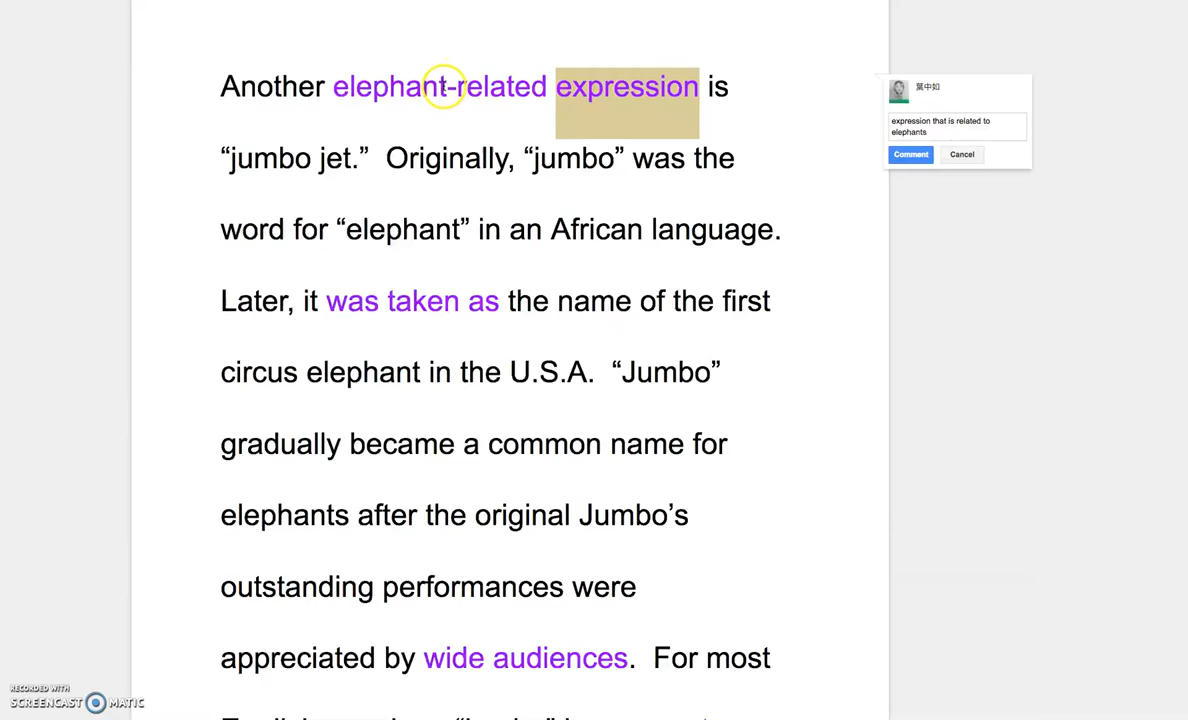 Another elephant-related expression is
“jumbo jet.”  Originally, “jumbo” was the
word for “elephant” in an African language.
Later, it was taken as the name of the first
circus elephant in the U.S.A.  “Jumbo”
gradually became a common name for
elephants after the original Jumbo’s
outstanding performances were
appreciated by wide audiences.  For most
葉中如
expression that is related to
elephants
Comment Cancel
RECORDED WITH
SCREENCAST MATIC